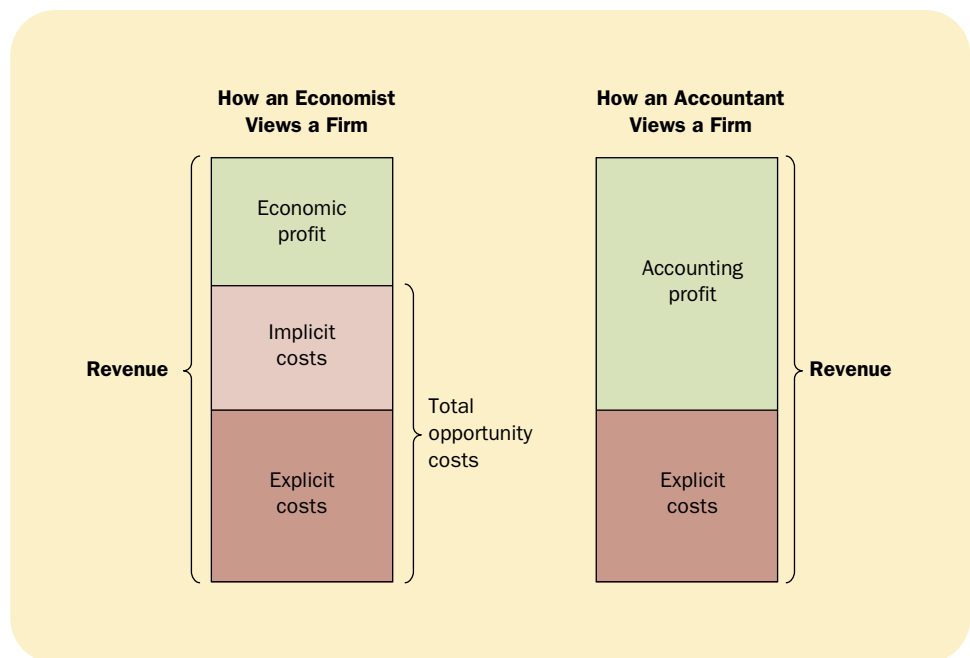 How an Economist
Views a Firm
Revenue
Economic
profit
Implicit
costs
Explicit
costs
Total
opportunity
costs
How an Accountant
Views a Firm
Accounting
profit
Explicit
costs
Revenue